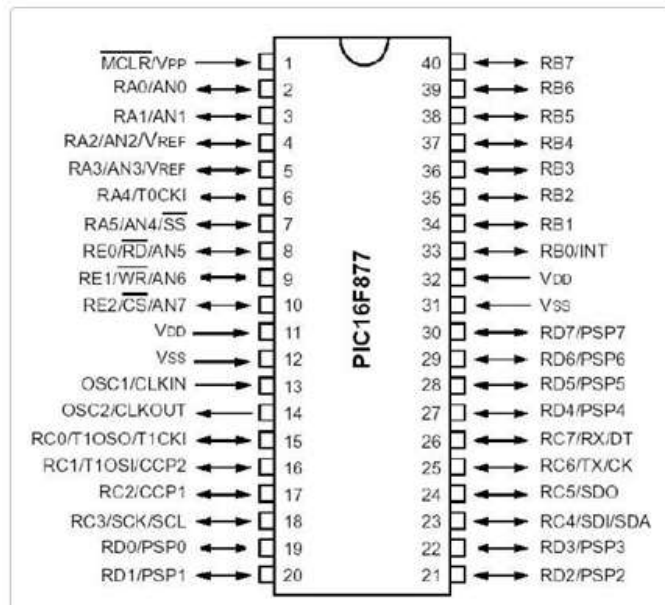 MCLR/VPP 1 40 RB7
RA0/AN0 2 39 RB6
RA1/AN1 3 38 RB5
RA2/AN2/VREF 4 37 RB4
RA3/AN3/VREF 5 36 RB3
RA4/T0CKI 6 35 RB2
RA5/AN4/SS 7 34 RB1
RE0/RD/AN5 8 33 RB0/INT
RE1/WR/AN6 9 32 VDD
RE2/CS/AN7 10 31 VSS
VDD 11 30 RD7/PSP7
VSS 12 29 RD6/PSP6
OSC1/CLKIN 13 28 RD5/PSP5
OSC2/CLKOUT 14 27 RD4/PSP4
RC0/T1OSO/T1CKI 15 26 RC7/RX/DT
RC1/T1OSI/CCP2 16 25 RC6/TX/CK
RC2/CCP1 17 24 RC5/SDO
RC3/SCK/SCL 18 23 RC4/SDI/SDA
RD0/PSP0 19 22 RD3/PSP3
RD1/PSP1 20 21 RD2/PSP2
PIC16F877